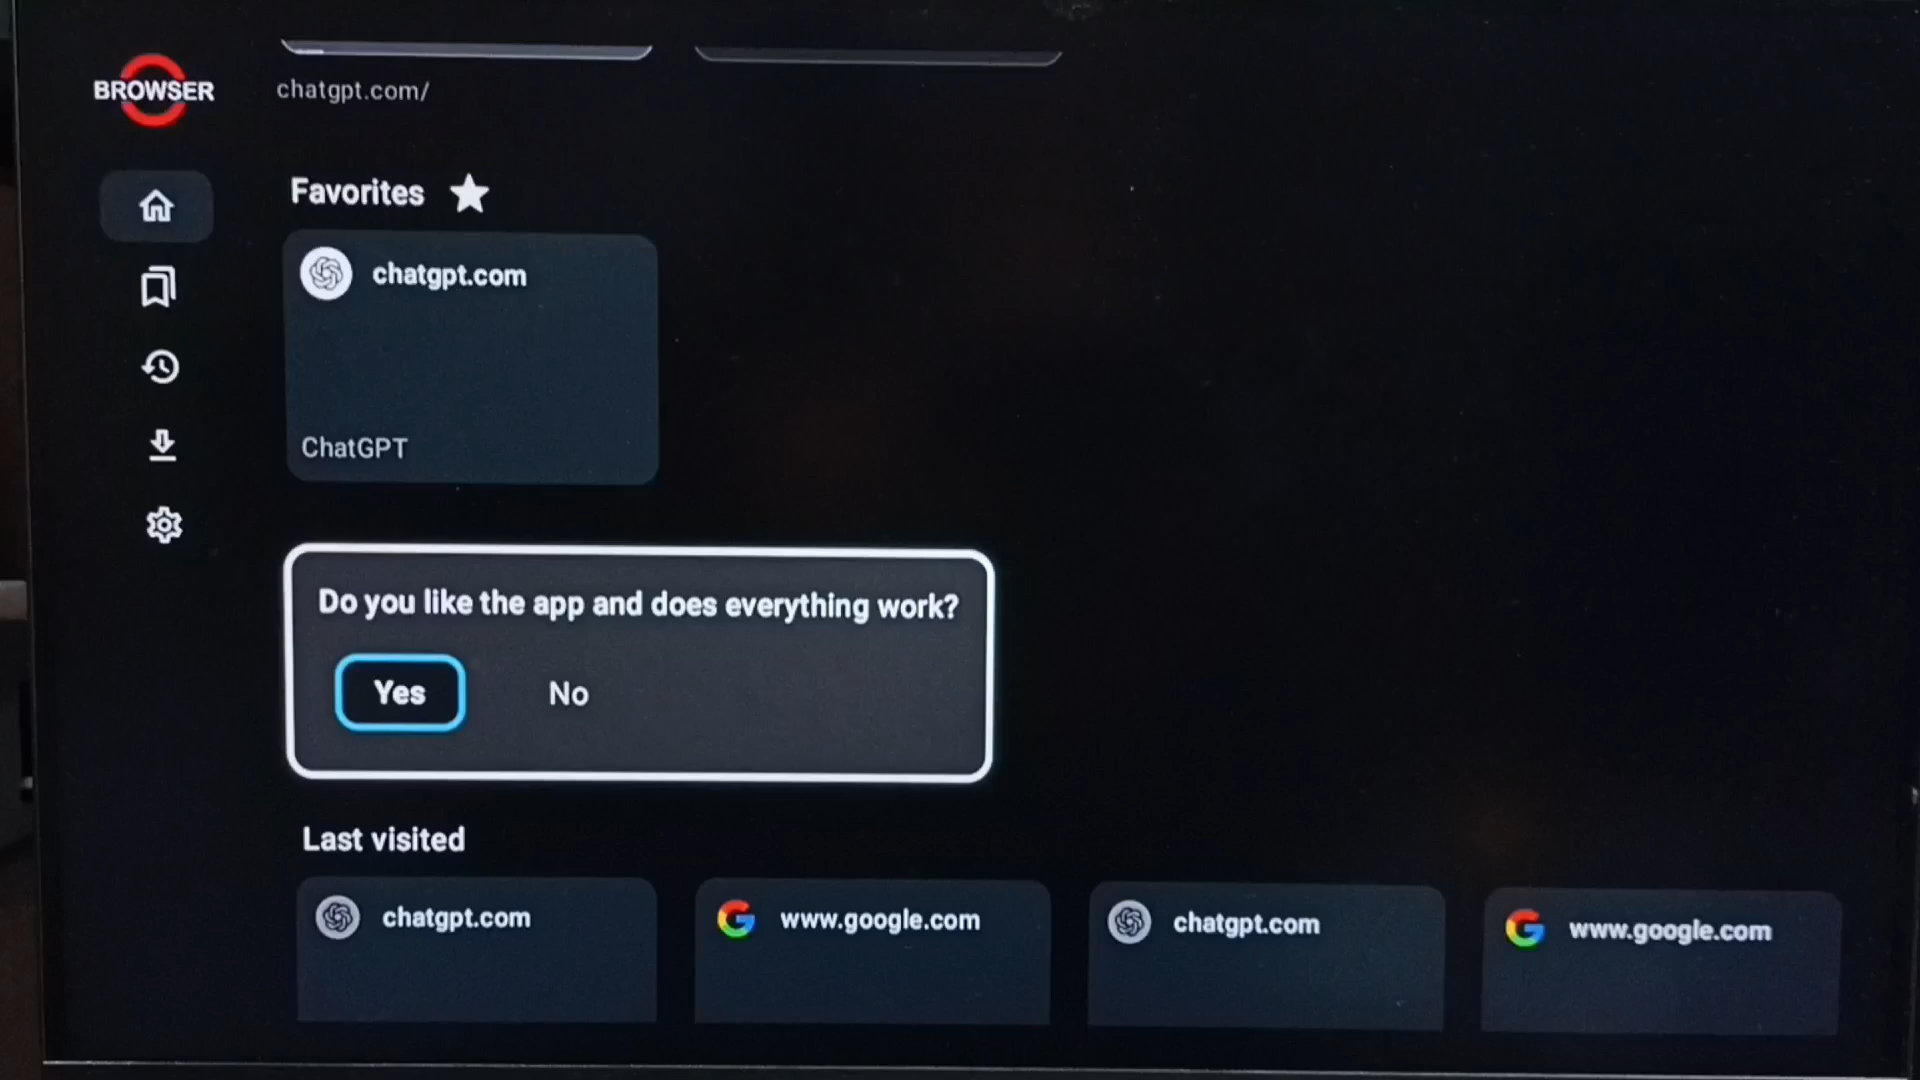 BROWSER
chatgpt.com/
Favorites
chatgpt.com
ChatGPT
Do you like the app and does everything work?
Yes
No
Last visited
chatgpt.com
www.google.com
chatgpt.com
www.google.com